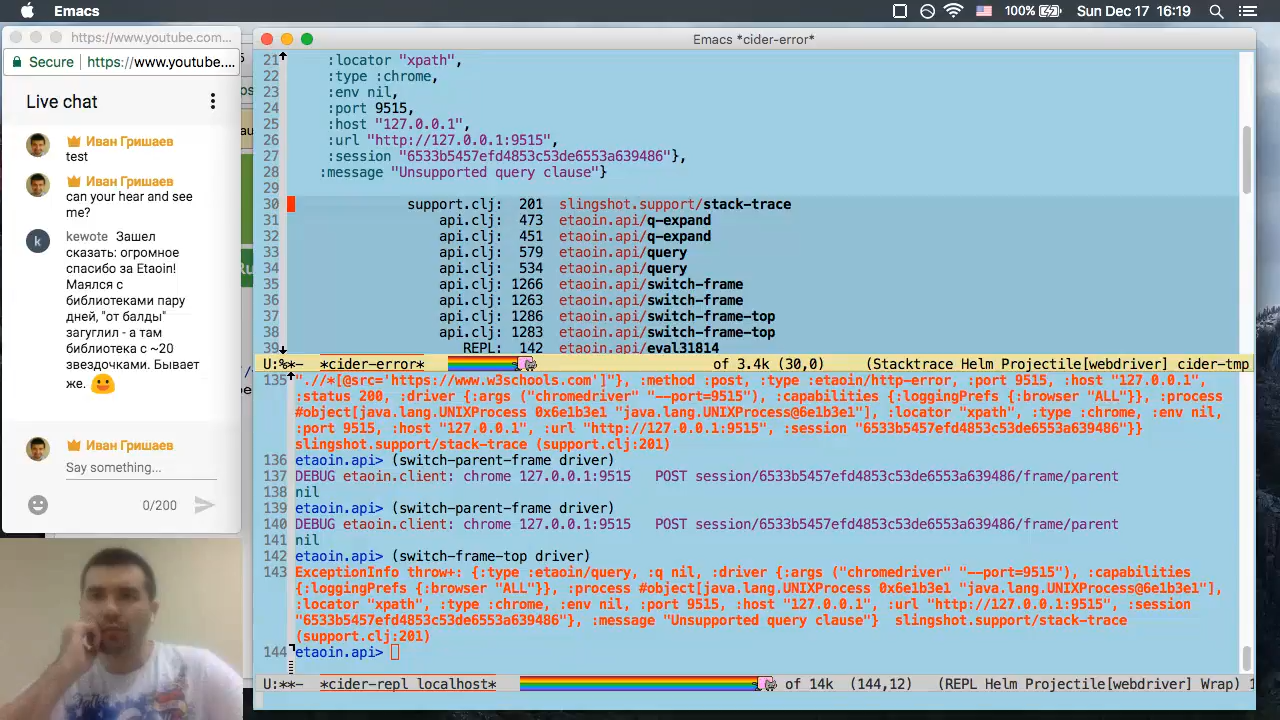 Emacs
100%
Sun Dec 17 16:19
https://www.youtube.com...
Secure
https://www.youtube....
Live chat
Иван Гришаев
test
Иван Гришаев
can your hear and see
me?
k
kewote Зашел
сказать: огромное
спасибо за Etaoin!
Маялся с
библиотеками пару
дней, "от балды"
загуглил - а там
библиотека с ~20
звездочками. Бывает
же.
Иван Гришаев
Say something...
0/200
Emacs *cider-error*
21 :locator "xpath",
22 :type :chrome,
23 :env nil,
24 :port 9515,
25 :host "127.0.0.1",
26 :url "http://127.0.0.1:9515",
27 :session "6533b5457efd4853c53de6553a639486"},
28 :message "Unsupported query clause"}
29
30 support.clj: 201 slingshot.support/stack-trace
31 api.clj: 473 etaoin.api/q-expand
32 api.clj: 451 etaoin.api/q-expand
33 api.clj: 579 etaoin.api/query
34 api.clj: 534 etaoin.api/query
35 api.clj: 1266 etaoin.api/switch-frame
36 api.clj: 1263 etaoin.api/switch-frame
37 api.clj: 1286 etaoin.api/switch-frame-top
38 api.clj: 1283 etaoin.api/switch-frame-top
39 REPL: 142 etaoin.api/eval31814
U:%*- *cider-error* of 3.4k (30,0) (Stacktrace Helm Projectile[webdriver] cider-tmp
135 ".//*[@src='https://www.w3schools.com']"}, :method :post, :type :etaoin/http-error, :port 9515, :host "127.0.0.1",
:status 200, :driver {:args ("chromedriver" "--port=9515"), :capabilities {:loggingPrefs {:browser "ALL"}}, :process
#object[java.lang.UNIXProcess 0x6e1b3e1 "java.lang.UNIXProcess@6e1b3e1"], :locator "xpath", :type :chrome, :env nil,
:port 9515, :host "127.0.0.1", :url "http://127.0.0.1:9515", :session "6533b5457efd4853c53de6553a639486"}}
slingshot.support/stack-trace (support.clj:201)
136 etaoin.api> (switch-parent-frame driver)
137 DEBUG etaoin.client: chrome 127.0.0.1:9515 POST session/6533b5457efd4853c53de6553a639486/frame/parent
138 nil
139 etaoin.api> (switch-parent-frame driver)
140 DEBUG etaoin.client: chrome 127.0.0.1:9515 POST session/6533b5457efd4853c53de6553a639486/frame/parent
141 nil
142 etaoin.api> (switch-frame-top driver)
143 ExceptionInfo throw+: {:type :etaoin/query, :q nil, :driver {:args ("chromedriver" "--port=9515"), :capabilities
{:loggingPrefs {:browser "ALL"}}, :process #object[java.lang.UNIXProcess 0x6e1b3e1 "java.lang.UNIXProcess@6e1b3e1"],
:locator "xpath", :type :chrome, :env nil, :port 9515, :host "127.0.0.1", :url "http://127.0.0.1:9515", :session
"6533b5457efd4853c53de6553a639486"}, :message "Unsupported query clause"} slingshot.support/stack-trace
(support.clj:201)
144 etaoin.api>
U:**- *cider-repl localhost* of 14k (144,12) (REPL Helm Projectile[webdriver] Wrap)